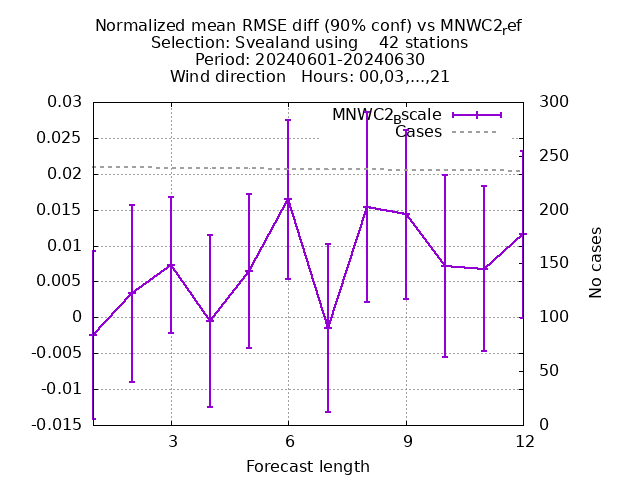 Normalized mean RMSE diff (90% conf) vs MNWC2_ref
Selection: Svealand using    42 stations
Period: 20240601-20240630
Wind direction   Hours: 00,03,...,21
MNWC2_Bscale
Cases
0.03
0.025
0.02
0.015
0.01
0.005
0
-0.005
-0.01
-0.015
300
250
200
150
100
50
0
No cases
3
6
9
12
Forecast length